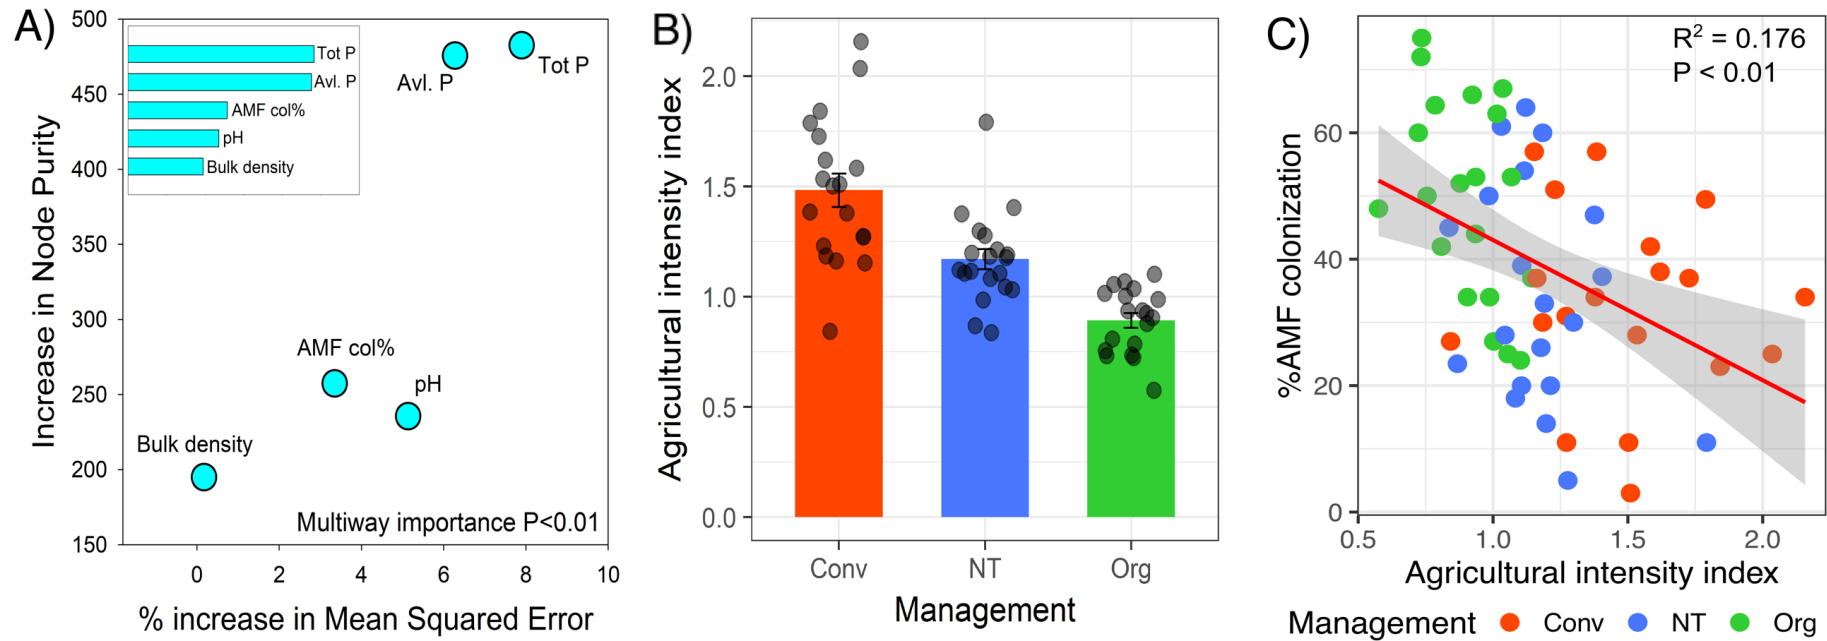 A)
500
450
400
350
300
250
200
150
Increase in Node Purity
Tot P
Avl. P
AMF col%
pH
Bulk density
Avl. P
Tot P
AMF col%
pH
Bulk density
Multiway importance P<0.01
0 2 4 6 8 10
% increase in Mean Squared Error
B)
2.0
1.5
1.0
0.5
0.0
Agricultural intensity index
Conv NT Org
Management
C)
R² = 0.176
P < 0.01
60
40
20
0
%AMF colonization
0.5 1.0 1.5 2.0
Agricultural intensity index
Management Conv NT Org